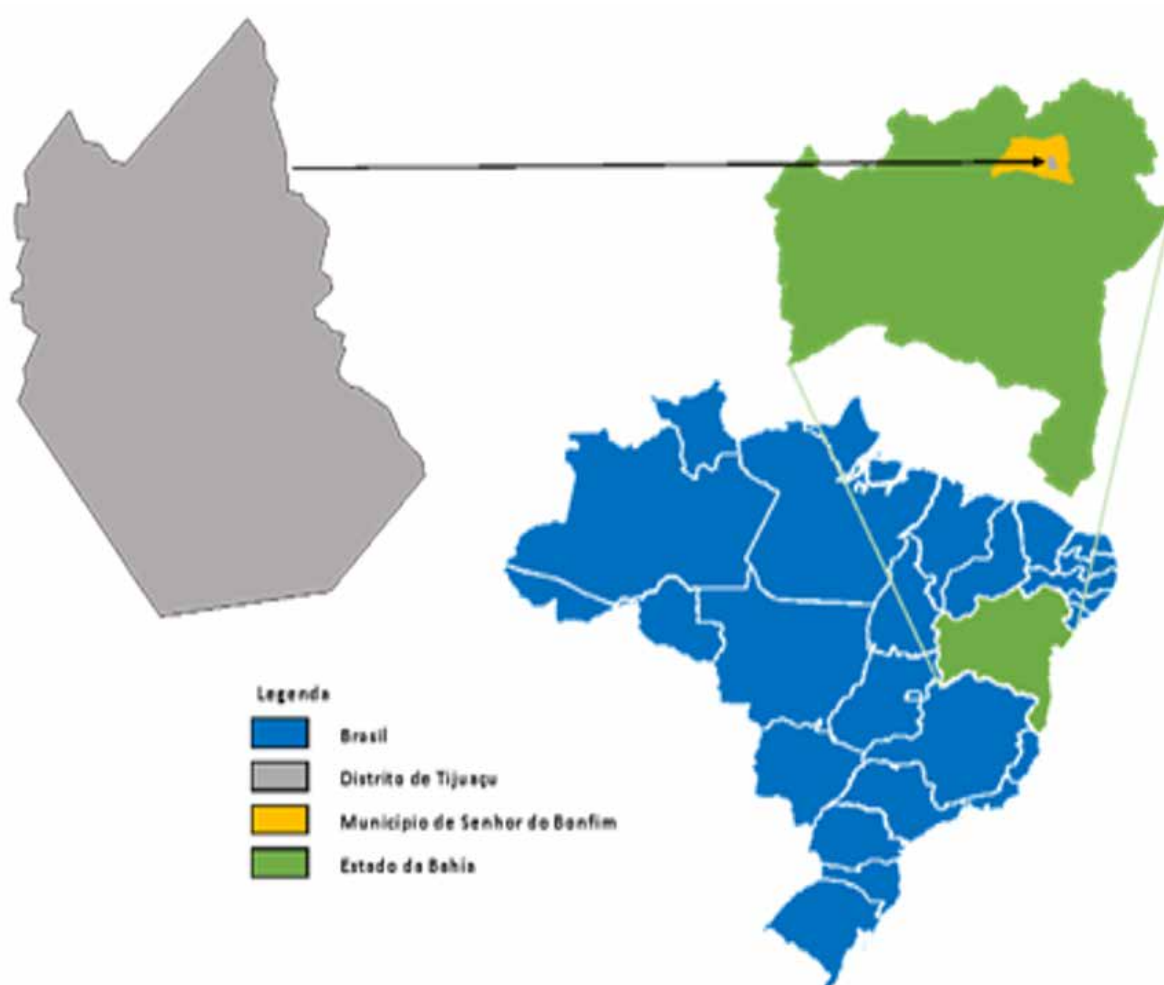 Legenda
Brasil
Distrito de Tijuaçu
Município de Senhor do Bonfim
Estado da Bahia